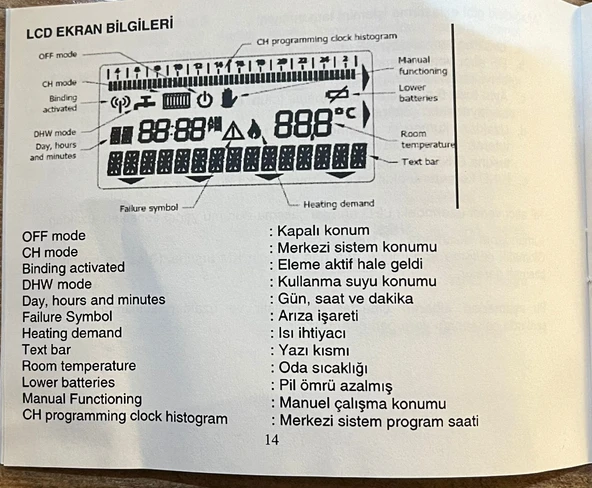 LCD EKRAN BİLGİLERİ
OFF mode
CH programming clock histogram
CH mode
Manual
functioning
Binding
activated
Lower
batteries
DHW mode
Day, hours
and minutes
88:88
88.8 °C
Room
temperature
Text bar
Failure symbol
Heating demand
OFF mode : Kapalı konum
CH mode : Merkezi sistem konumu
Binding activated : Eleme aktif hale geldi
DHW mode : Kullanma suyu konumu
Day, hours and minutes : Gün, saat ve dakika
Failure Symbol : Arıza işareti
Heating demand : Isı ihtiyacı
Text bar : Yazı kısmı
Room temperature : Oda sıcaklığı
Lower batteries : Pil ömrü azalmış
Manual Functioning : Manuel çalışma konumu
CH programming clock histogram : Merkezi sistem program saati
14